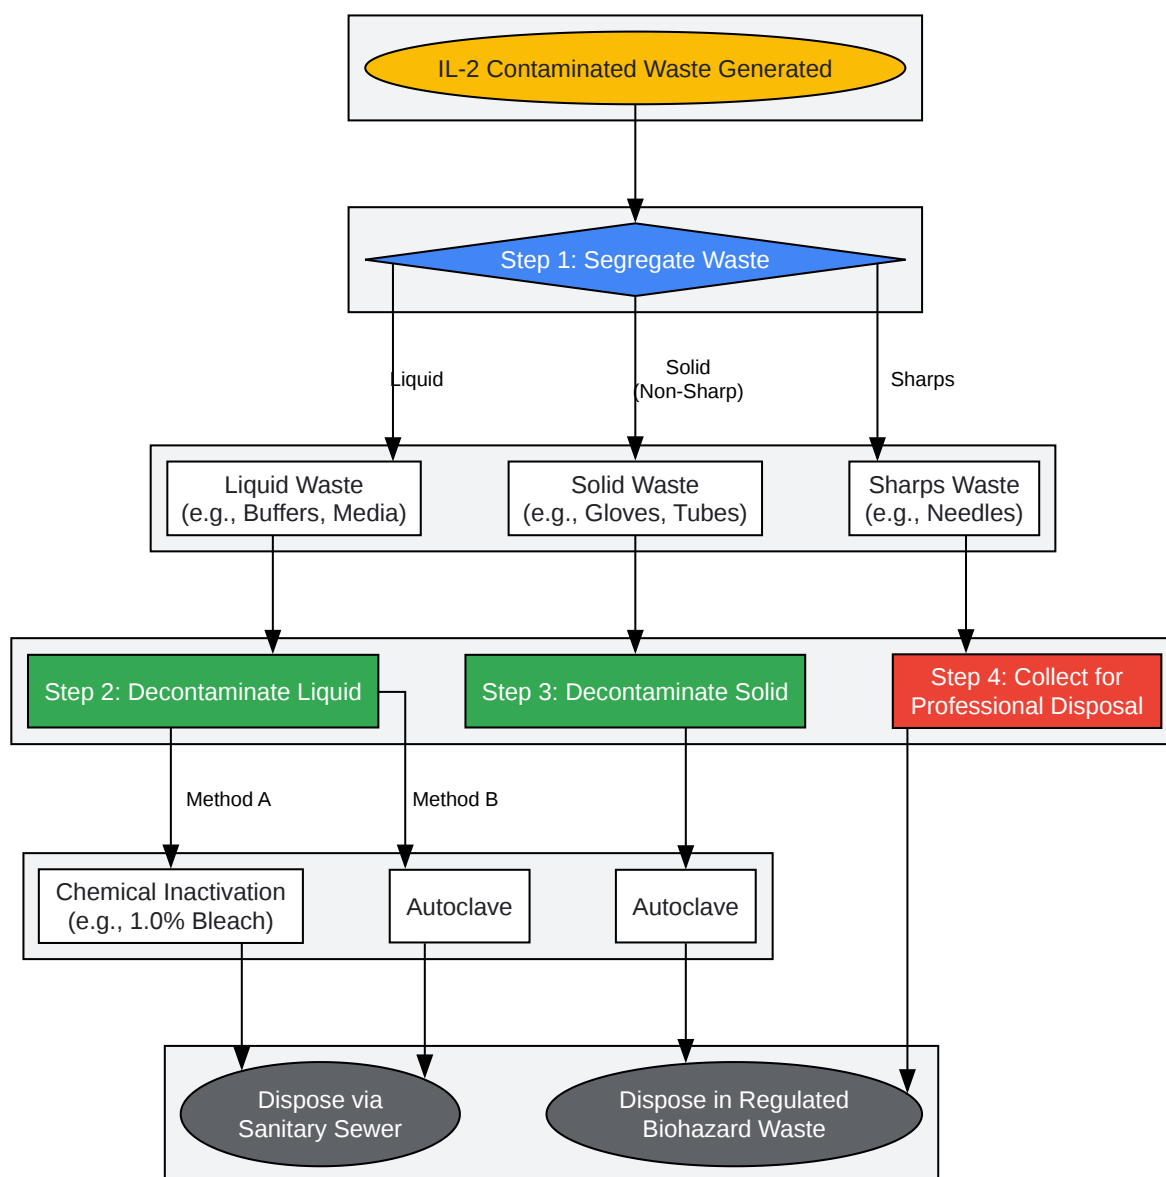 IL-2 Contaminated Waste Generated
Step 1: Segregate Waste
Liquid
Solid
(Non-Sharp)
Sharps
Liquid Waste
(e.g., Buffers, Media)
Solid Waste
(e.g., Gloves, Tubes)
Sharps Waste
(e.g., Needles)
Step 2: Decontaminate Liquid
Step 3: Decontaminate Solid
Step 4: Collect for
Professional Disposal
Method A
Method B
Chemical Inactivation
(e.g., 1.0% Bleach)
Autoclave
Autoclave
Dispose via
Sanitary Sewer
Dispose in Regulated
Biohazard Waste